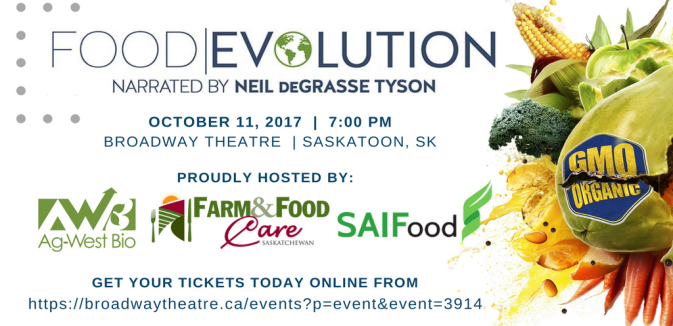 FOOD|EVOLUTION
NARRATED BY NEIL DEGRASSE TYSON
OCTOBER 11, 2017 | 7:00 PM
BROADWAY THEATRE | SASKATOON, SK
PROUDLY HOSTED BY:
AW3
Ag-West Bio
FARM&FOOD
Care
SASKATCHEWAN
SAIFood
GMO
ORGANIC
GET YOUR TICKETS TODAY ONLINE FROM
https://broadwaytheatre.ca/events?p=event&event=3914